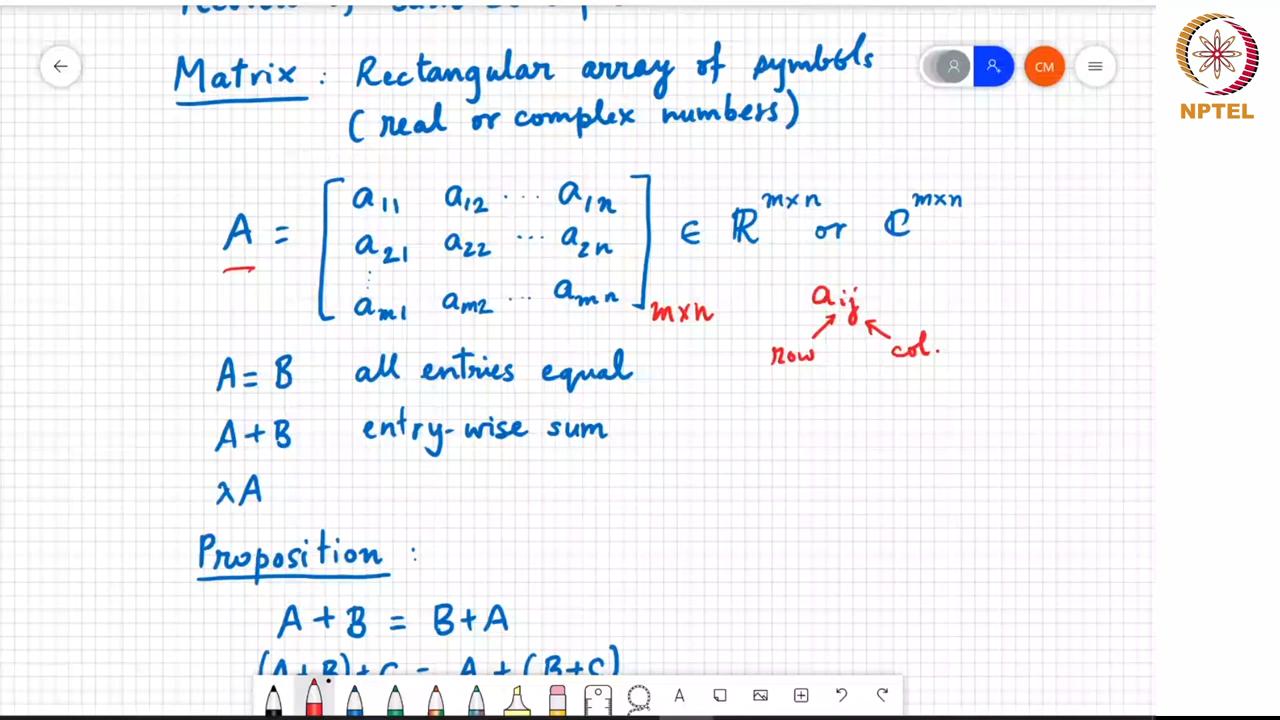 Matrix : Rectangular array of symbols
(real or complex numbers)
CM
NPTEL
A = [ a11 a12 ... a1n
a21 a22 ... a2n
⋮
am1 am2 ... amn ] m×n ∈ ℝ^m×n or ℂ^m×n
aij
row col.
A = B all entries equal
A + B entry-wise sum
λA
Proposition :
A + B = B + A
(A+B)+C = A + (B+C)
A